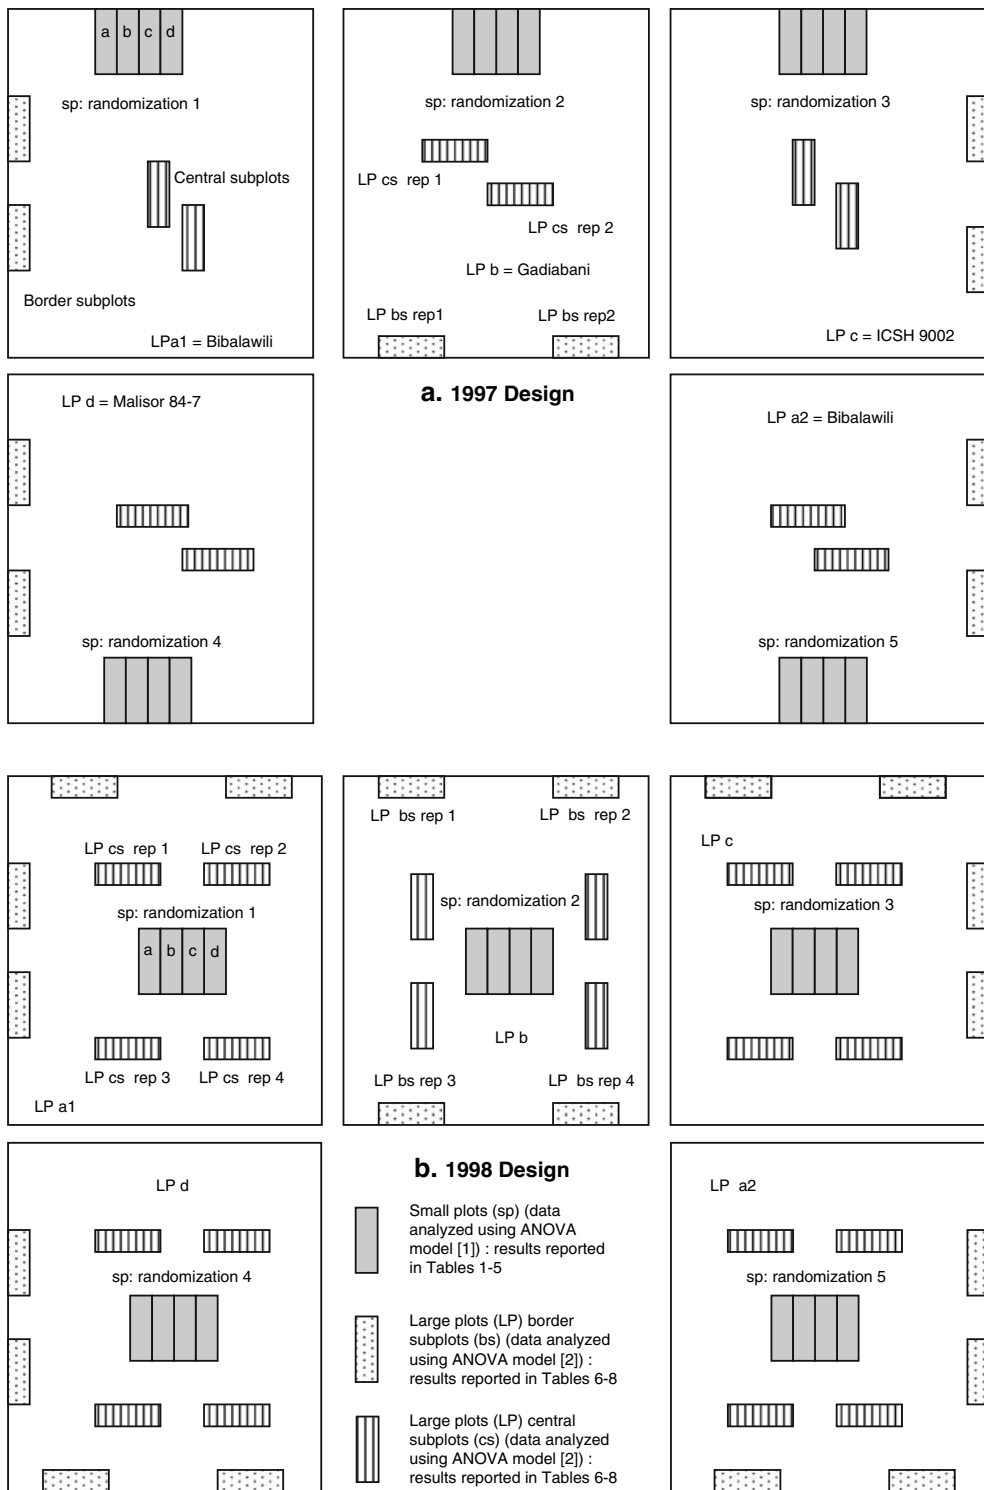 a b c d
sp: randomization 1
Central subplots
Border subplots
LPa1 = Bibalawili
sp: randomization 2
LP cs rep 1
LP cs rep 2
LP b = Gadiabani
LP bs rep1
LP bs rep2
sp: randomization 3
LP c = ICSH 9002
LP d = Malisor 84-7
sp: randomization 4
a. 1997 Design
LP a2 = Bibalawili
sp: randomization 5
LP cs rep 1
LP cs rep 2
sp: randomization 1
a b c d
LP cs rep 3
LP cs rep 4
LP a1
LP bs rep 1
LP bs rep 2
sp: randomization 2
LP b
LP bs rep 3
LP bs rep 4
LP c
sp: randomization 3
LP d
sp: randomization 4
b. 1998 Design
Small plots (sp) (data
analyzed using ANOVA
model [1]) : results reported
in Tables 1-5
Large plots (LP) border
subplots (bs) (data analyzed
using ANOVA model [2]) :
results reported in Tables 6-8
Large plots (LP) central
subplots (cs) (data analyzed
using ANOVA model [2]) :
results reported in Tables 6-8
LP a2
sp: randomization 5